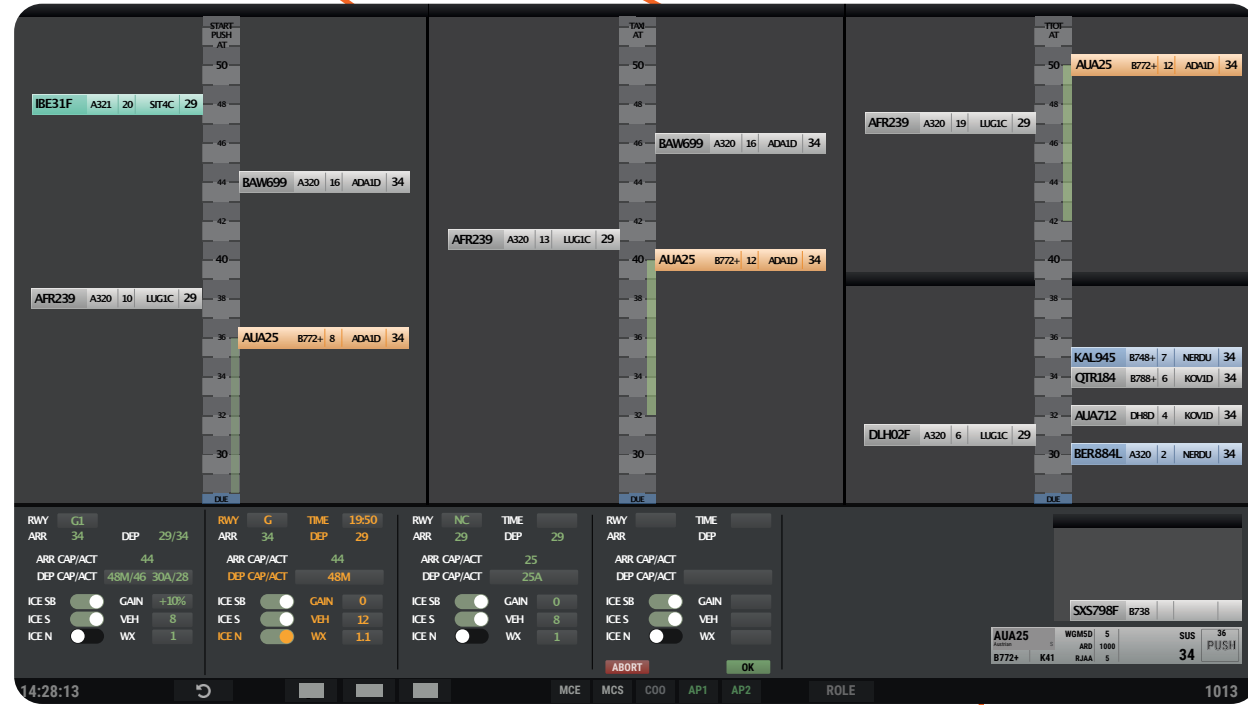 START
PUSH
AT
TAXI
AT
TTOT
AT
50
50
50
AUA25 B772+ 12 ADA1D 34
IBE31F A321 20 SIT4C 29
48
48
48
AFR239 A320 19 LUG1C 29
46
BAW699 A320 16 ADA1D 34
46
46
44
BAW699 A320 16 ADA1D 34
44
44
42
42
42
AFR239 A320 13 LUG1C 29
40
40
AUA25 B772+ 12 ADA1D 34
40
AFR239 A320 10 LUG1C 29
38
38
38
36
AUA25 B772+ 8 ADA1D 34
36
36
KAL945 B748+ 7 NERDU 34
34
34
34
QTR184 B788+ 6 KOV1D 34
32
32
32
AUA712 DH8D 4 KOV1D 34
DLH02F A320 6 LUG1C 29
30
30
30
BER884L A320 2 NERDU 34
DUE
DUE
DUE
RWY G1
ARR 34 DEP 29/34
ARR CAP/ACT 44
DEP CAP/ACT 48M/46 30A/28
ICE SB GAIN +10%
ICE S VEH 8
ICE N WX 1
RWY G TIME 19:50
ARR 34 DEP 29
ARR CAP/ACT 44
DEP CAP/ACT 48M
ICE SB GAIN 0
ICE S VEH 12
ICE N WX 1.1
RWY NC TIME
ARR 29 DEP 29
ARR CAP/ACT 25
DEP CAP/ACT 25A
ICE SB GAIN 0
ICE S VEH 8
ICE N WX 1
RWY TIME
ARR DEP
ARR CAP/ACT
DEP CAP/ACT
ICE SB GAIN
ICE S VEH
ICE N WX
ABORT OK
SXS798F B738
AUA25 WGM5D 5 SUS 36
Austrian ARD 1000 PUSH
B772+ K41 RJAA 5 34
14:28:13 MCE MCS COO AP1 AP2 ROLE 1013